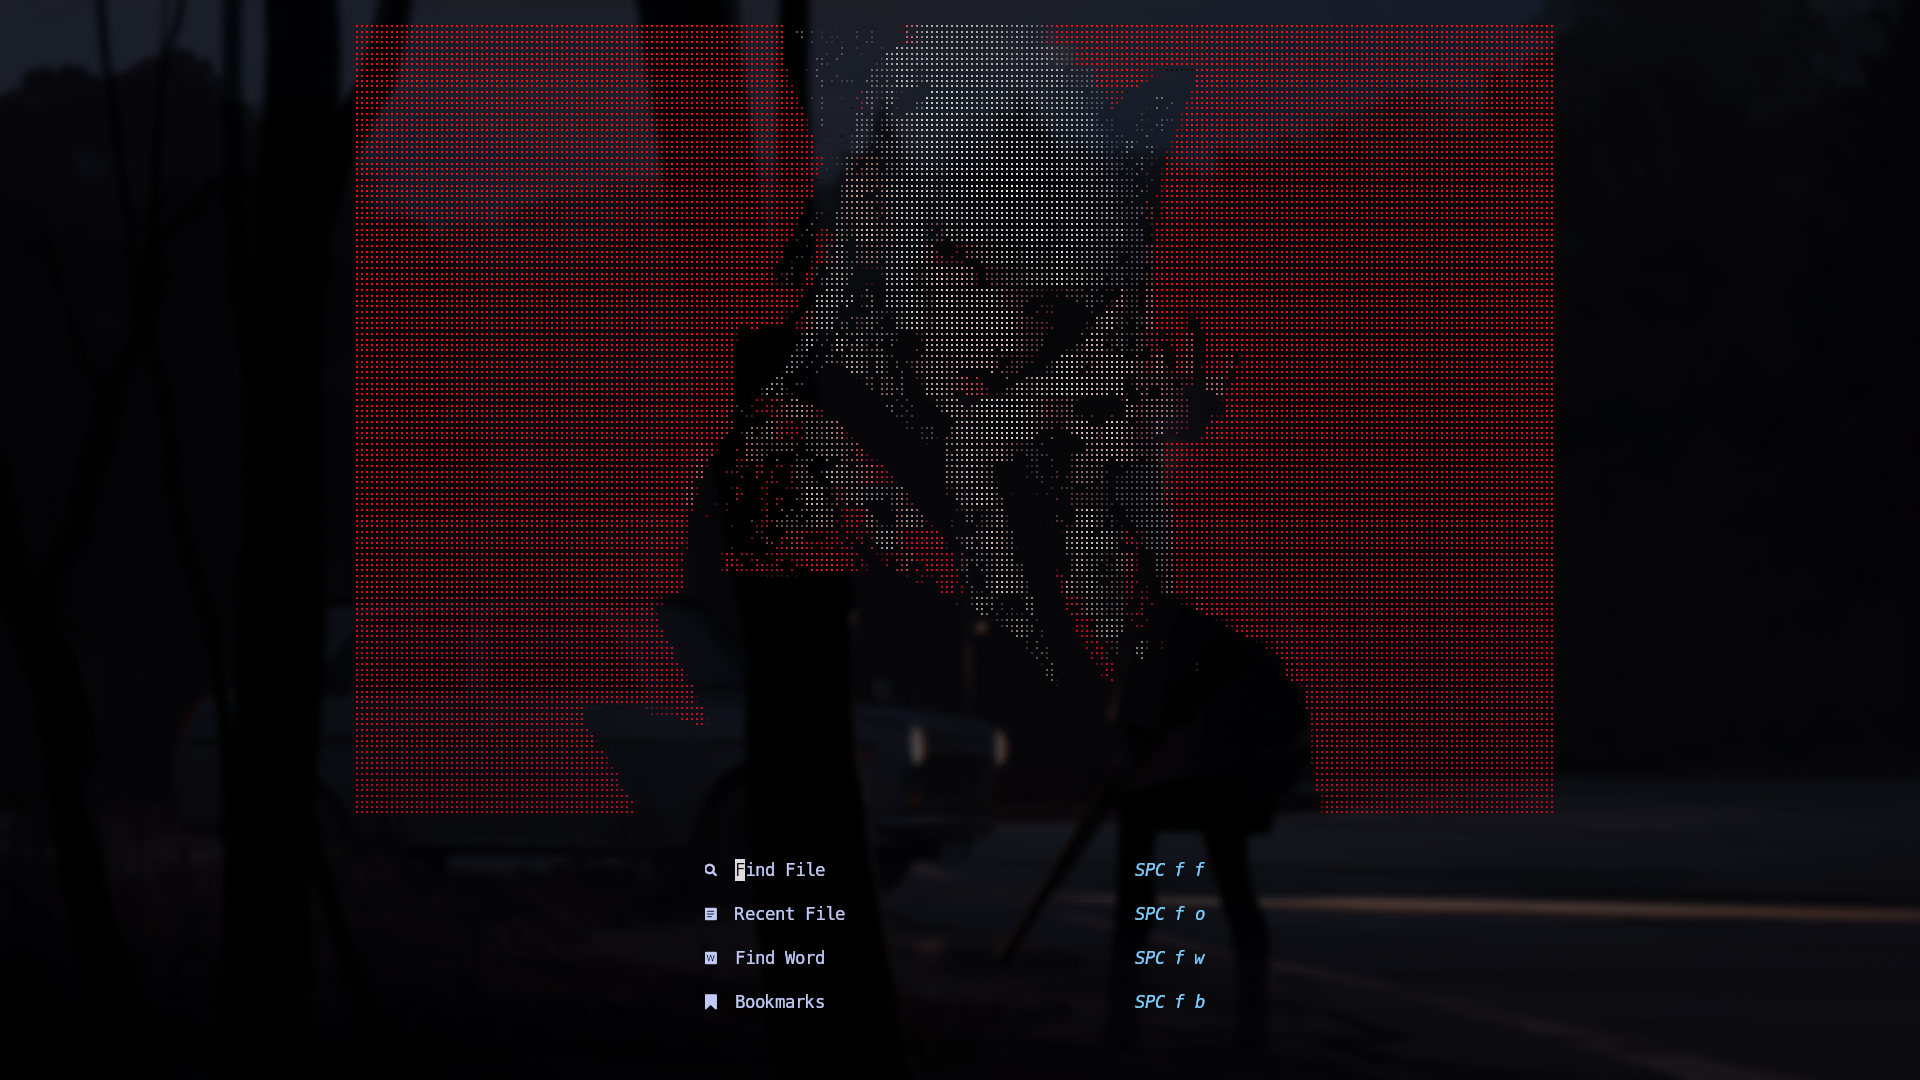 Find File SPC f f
Recent File SPC f o
Find Word SPC f w
Bookmarks SPC f b